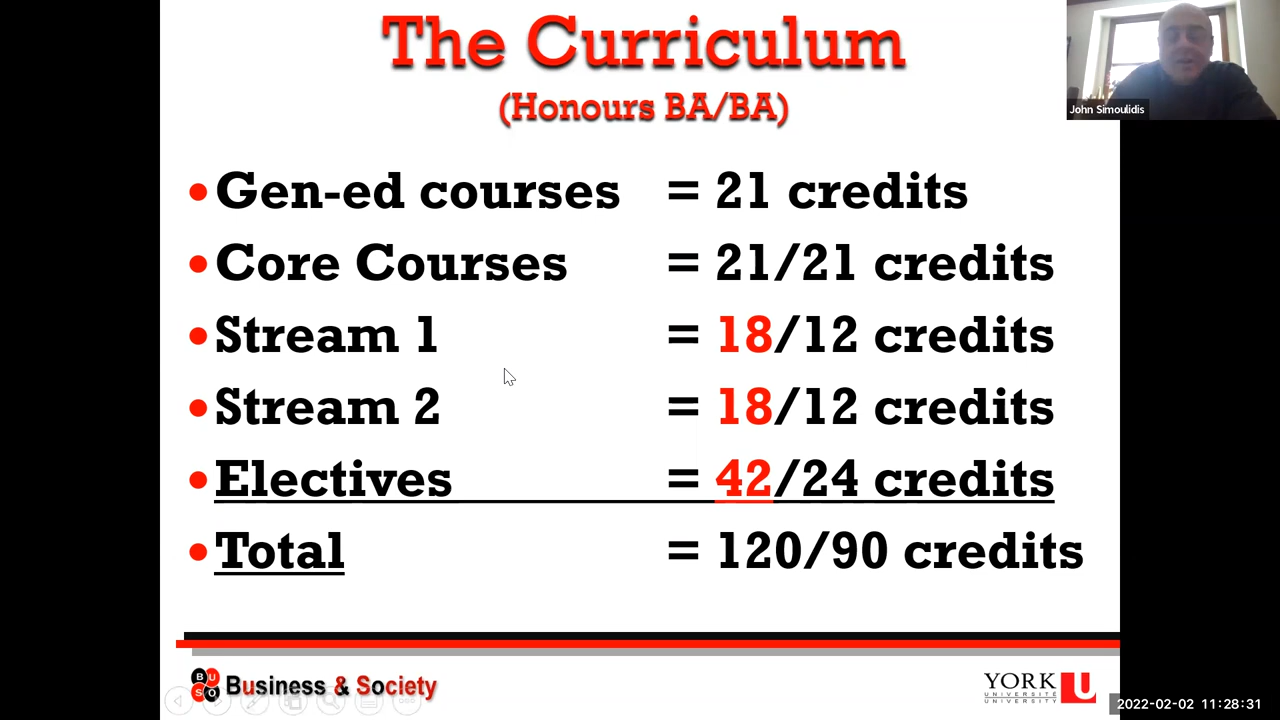 The Curriculum
(Honours BA/BA)
John Simoulidis
•Gen-ed courses = 21 credits
•Core Courses = 21/21 credits
•Stream 1 = 18/12 credits
•Stream 2 = 18/12 credits
•Electives = 42/24 credits
•Total = 120/90 credits
BUSO
Business & Society
YORK U
UNIVERSITÉ
UNIVERSITY
2022-02-02 11:28:31